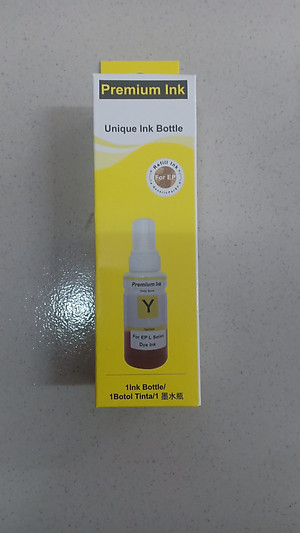 Premium Ink
Unique Ink Bottle
Refill Ink
For EP
Premium Ink
Y
For EP L Series
Dye Ink
1Ink Bottle/
1Botol Tinta/1 墨水瓶